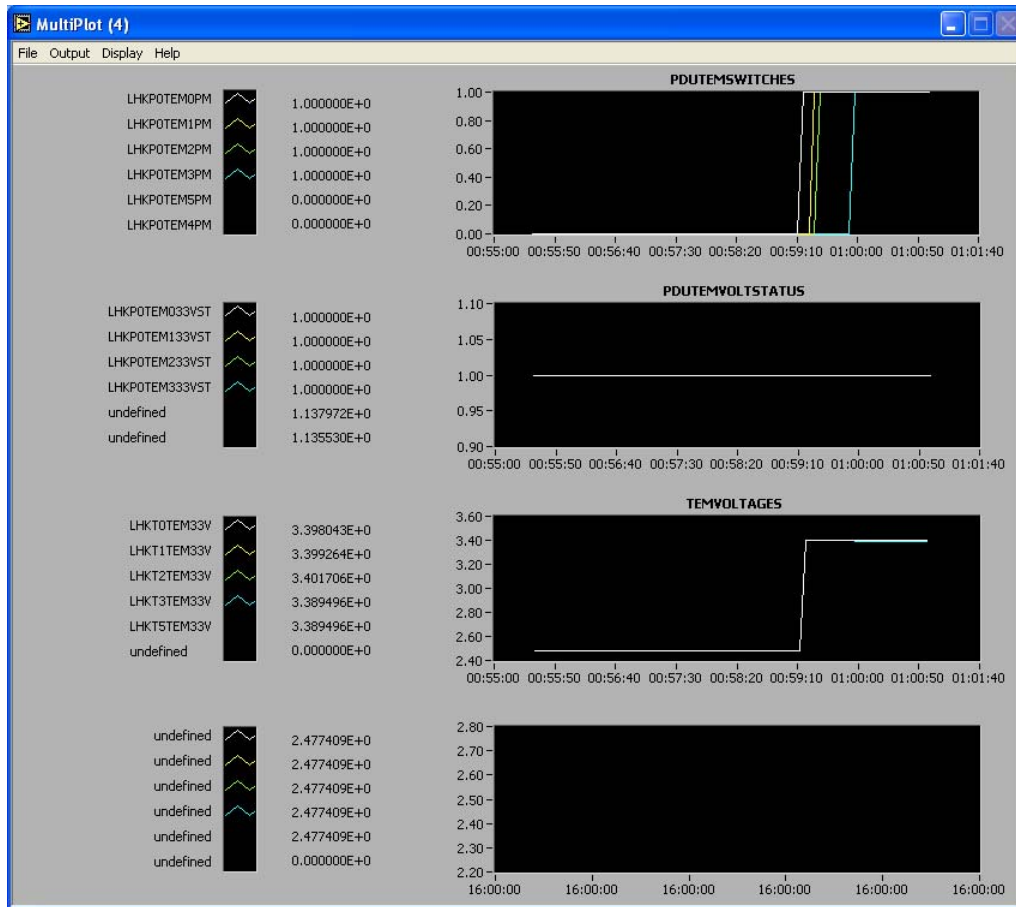 MultiPlot (4)
File Output Display Help
PDUTEMSWITCHES
LHKP0TEM0PM 1.000000E+0
LHKP0TEM1PM 1.000000E+0
LHKP0TEM2PM 1.000000E+0
LHKP0TEM3PM 1.000000E+0
LHKP0TEM5PM 0.000000E+0
LHKP0TEM4PM 0.000000E+0
1.00
0.80
0.60
0.40
0.20
0.00
00:55:00 00:55:50 00:56:40 00:57:30 00:58:20 00:59:10 01:00:00 01:00:50 01:01:40
PDUTEMVOLTSTATUS
LHKP0TEM033VST 1.000000E+0
LHKP0TEM133VST 1.000000E+0
LHKP0TEM233VST 1.000000E+0
LHKP0TEM333VST 1.000000E+0
undefined 1.137972E+0
undefined 1.135530E+0
1.10
1.05
1.00
0.95
0.90
00:55:00 00:55:50 00:56:40 00:57:30 00:58:20 00:59:10 01:00:00 01:00:50 01:01:40
TEMVOLTAGES
LHKT0TEM33V 3.398043E+0
LHKT1TEM33V 3.399264E+0
LHKT2TEM33V 3.401706E+0
LHKT3TEM33V 3.389496E+0
LHKT5TEM33V 3.389496E+0
undefined 0.000000E+0
3.60
3.40
3.20
3.00
2.80
2.60
2.40
00:55:00 00:55:50 00:56:40 00:57:30 00:58:20 00:59:10 01:00:00 01:00:50 01:01:40
undefined 2.477409E+0
undefined 2.477409E+0
undefined 2.477409E+0
undefined 2.477409E+0
undefined 2.477409E+0
undefined 0.000000E+0
2.80
2.70
2.60
2.50
2.40
2.30
2.20
16:00:00 16:00:00 16:00:00 16:00:00 16:00:00 16:00:00